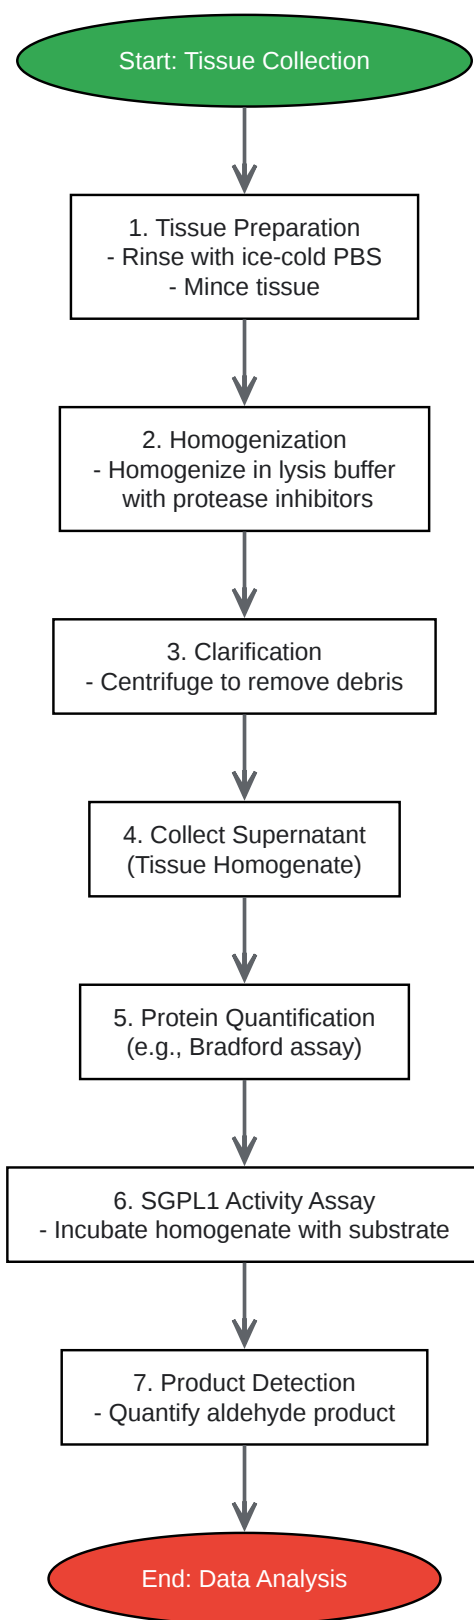 Start: Tissue Collection
1. Tissue Preparation
- Rinse with ice-cold PBS
- Mince tissue
2. Homogenization
- Homogenize in lysis buffer
with protease inhibitors
3. Clarification
- Centrifuge to remove debris
4. Collect Supernatant
(Tissue Homogenate)
5. Protein Quantification
(e.g., Bradford assay)
6. SGPL1 Activity Assay
- Incubate homogenate with substrate
7. Product Detection
- Quantify aldehyde product
End: Data Analysis